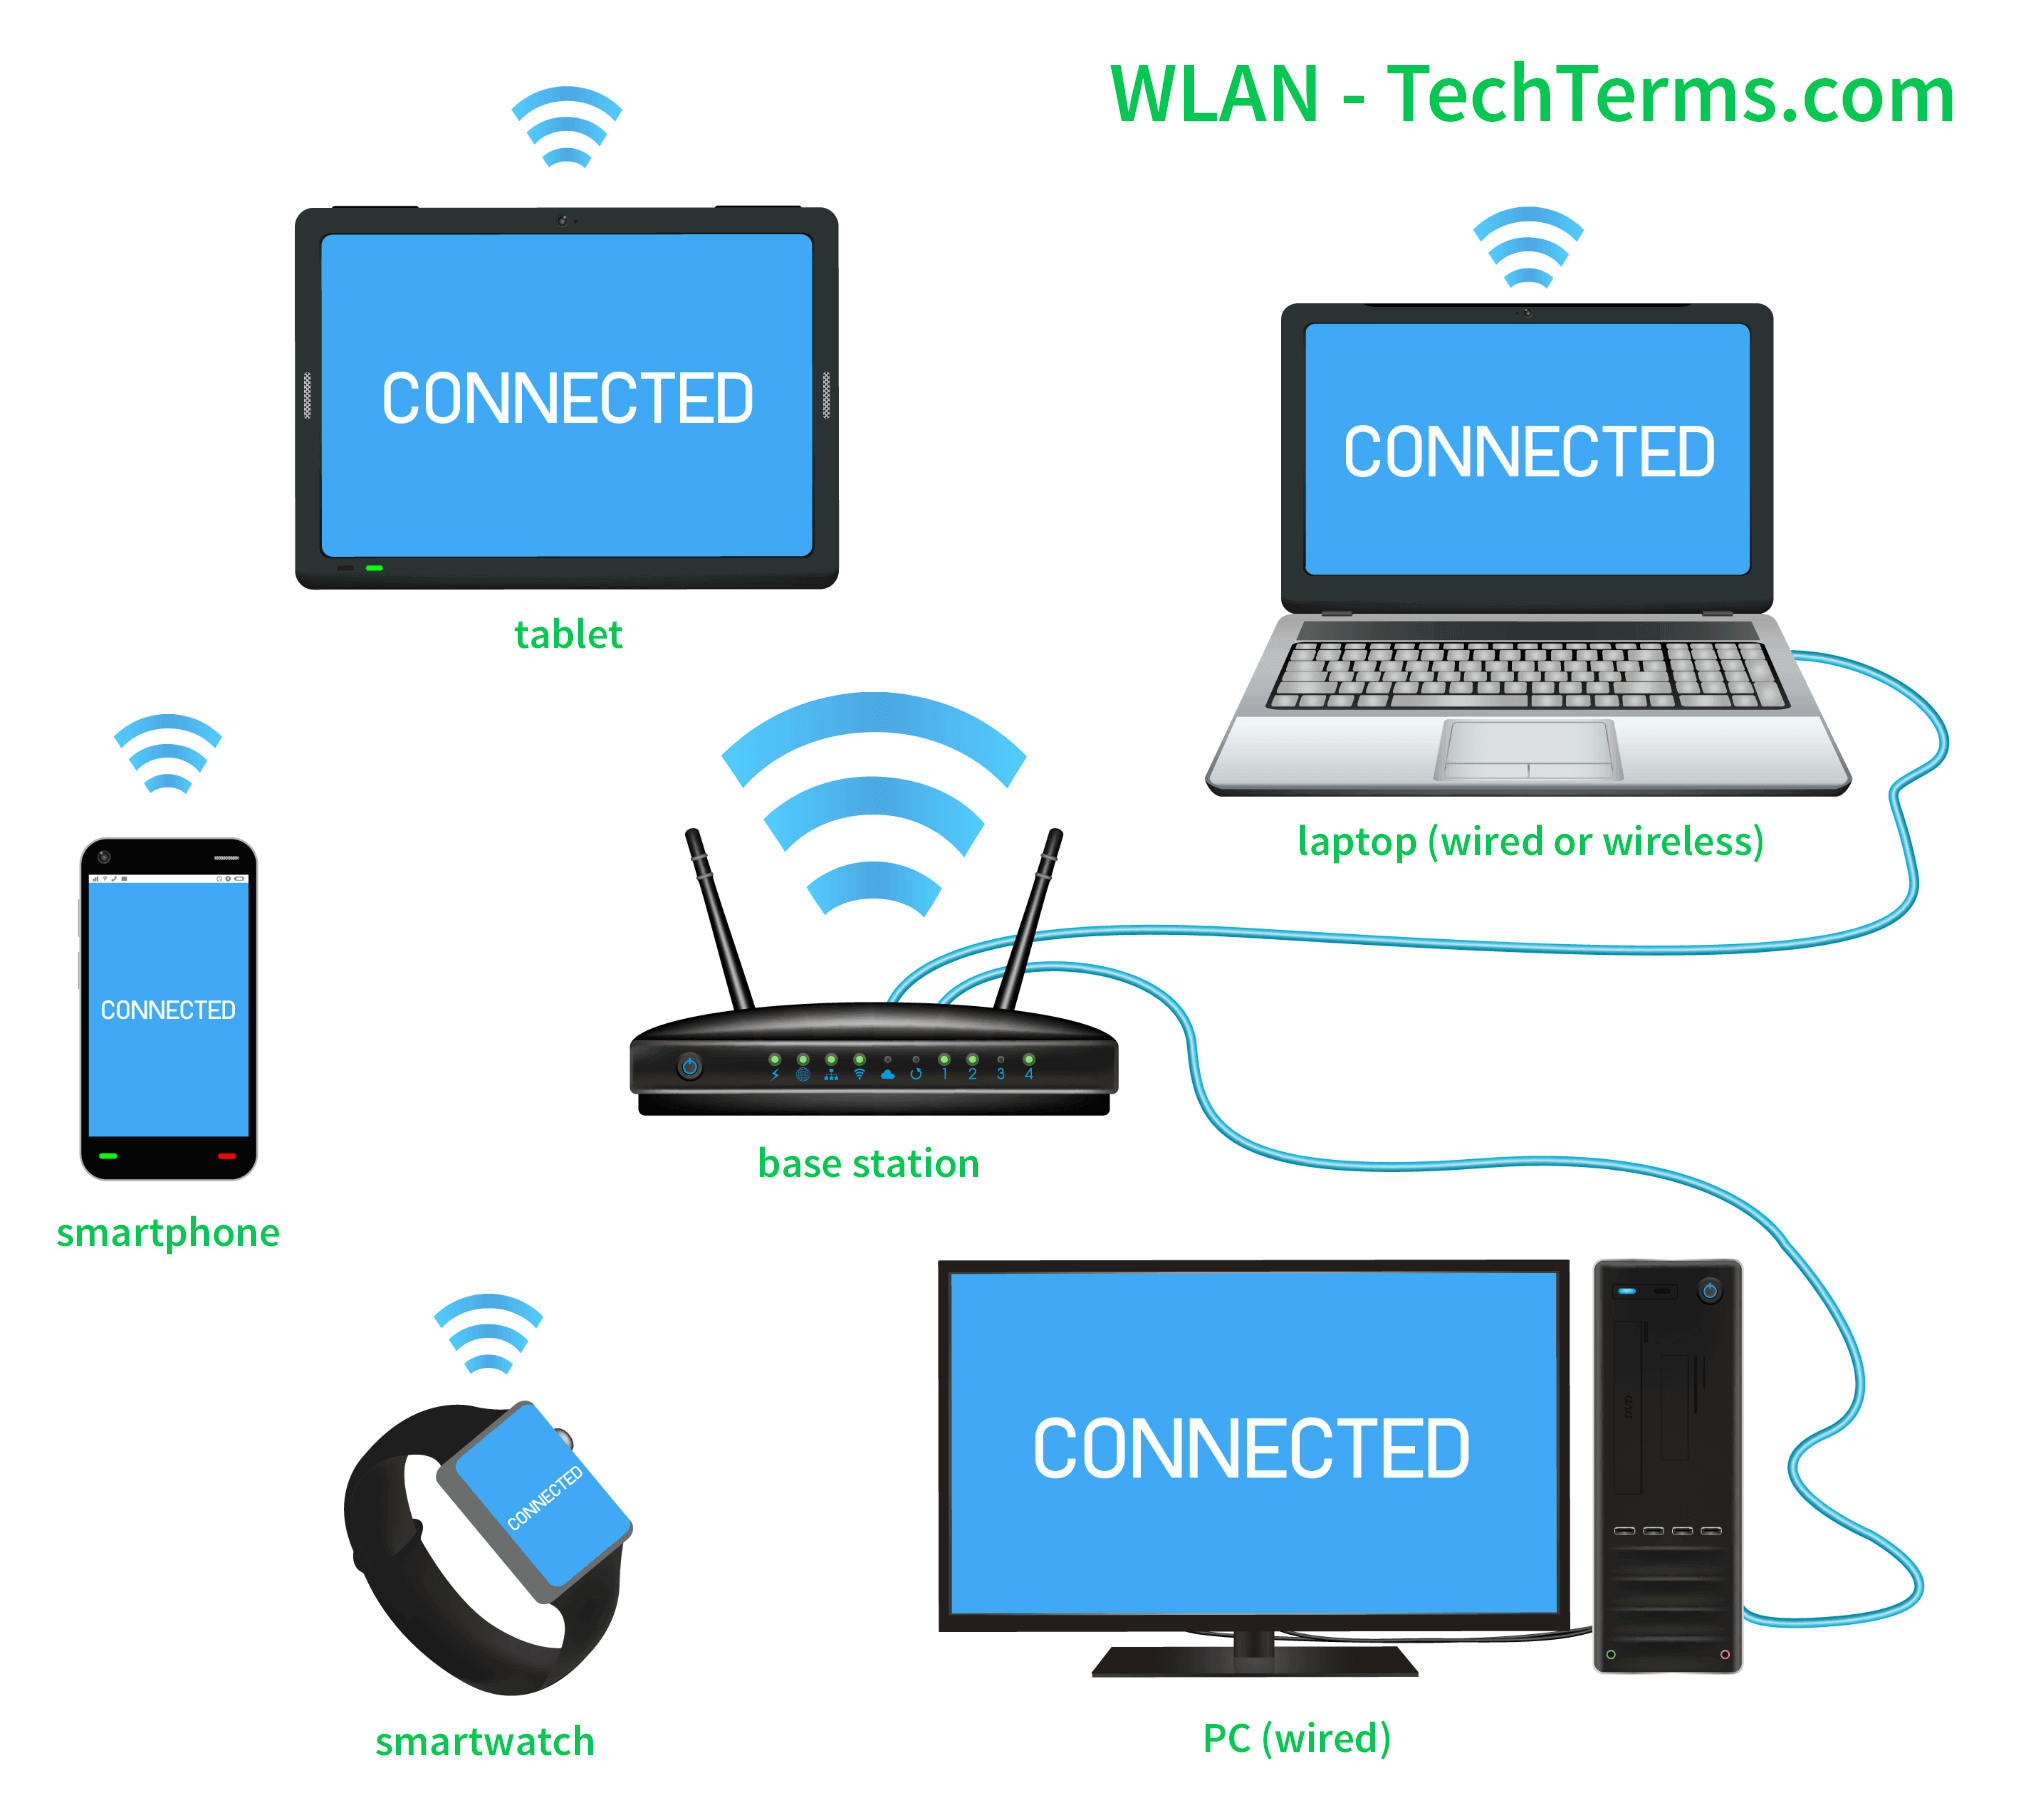 WLAN - TechTerms.com
CONNECTED
tablet
CONNECTED
laptop (wired or wireless)
CONNECTED
smartphone
1 2 3 4
base station
CONNECTED
smartwatch
CONNECTED
DVD
PC (wired)